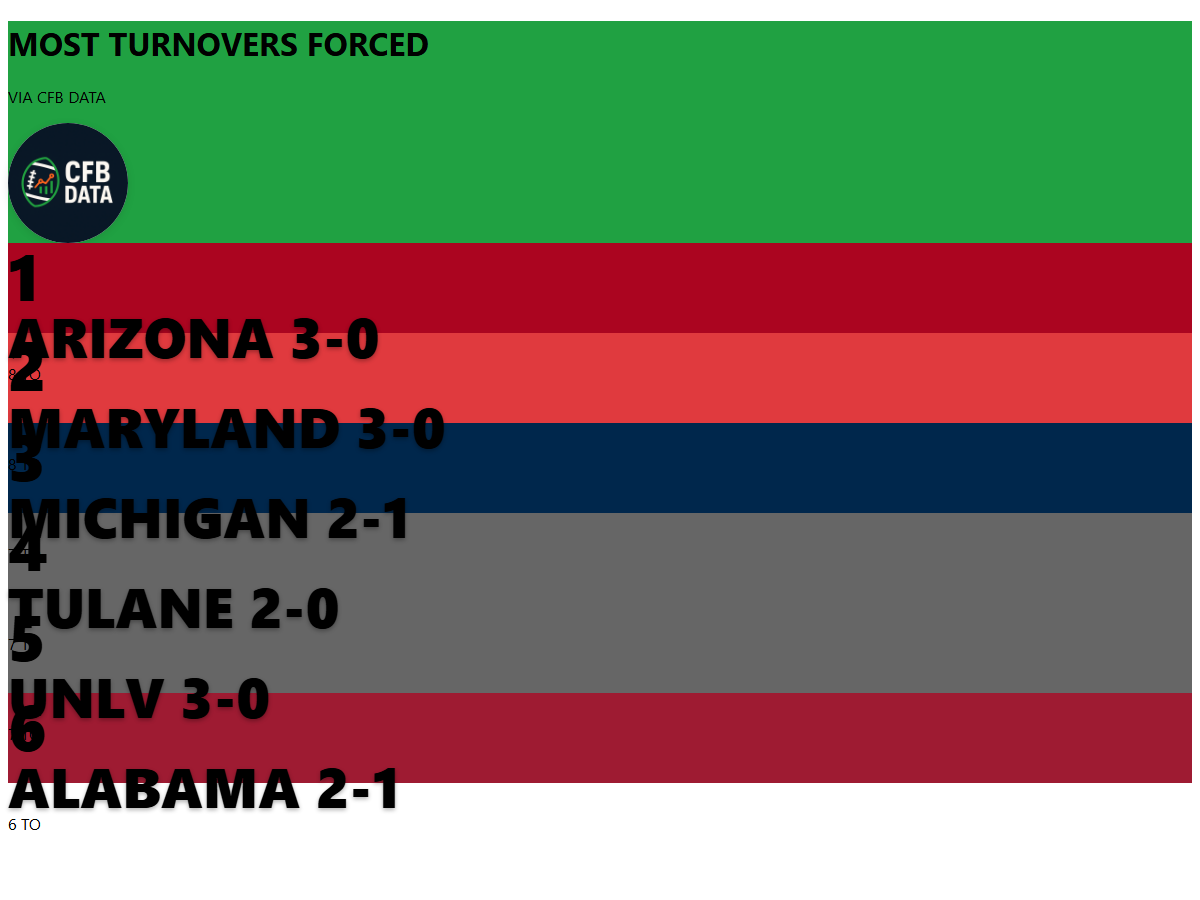 MOST TURNOVERS FORCED
VIA CFB DATA
CFB
DATA
1
ARIZONA 3-0
2
MARYLAND 3-0
3
MICHIGAN 2-1
4
TULANE 2-0
5
UNLV 3-0
6
ALABAMA 2-1
6 TO